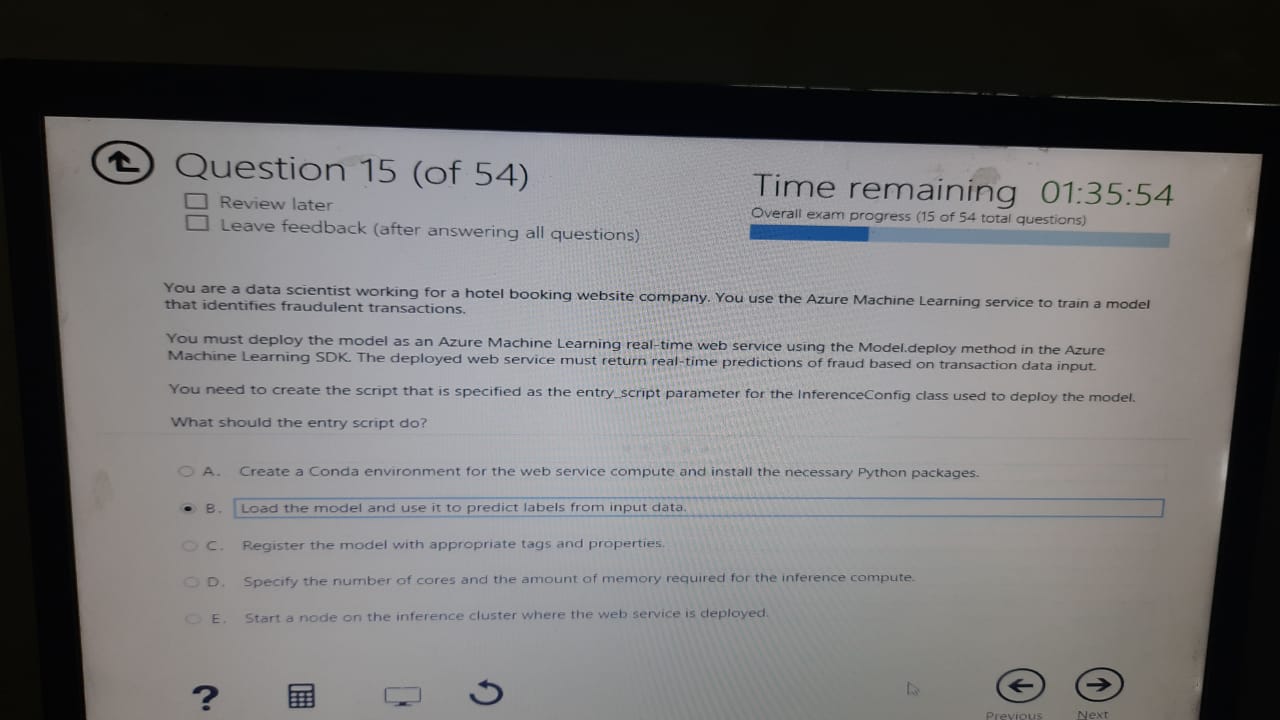 Question 15 (of 54)
Review later
Leave feedback (after answering all questions)
Time remaining 01:35:54
Overall exam progress (15 of 54 total questions)
You are a data scientist working for a hotel booking website company. You use the Azure Machine Learning service to train a model
that identifies fraudulent transactions.
You must deploy the model as an Azure Machine Learning real-time web service using the Model.deploy method in the Azure
Machine Learning SDK. The deployed web service must return real-time predictions of fraud based on transaction data input.
You need to create the script that is specified as the entry_script parameter for the InferenceConfig class used to deploy the model.
What should the entry script do?
A. Create a Conda environment for the web service compute and install the necessary Python packages.
B. Load the model and use it to predict labels from input data.
C. Register the model with appropriate tags and properties.
D. Specify the number of cores and the amount of memory required for the inference compute.
E. Start a node on the inference cluster where the web service is deployed.
?
Previous Next